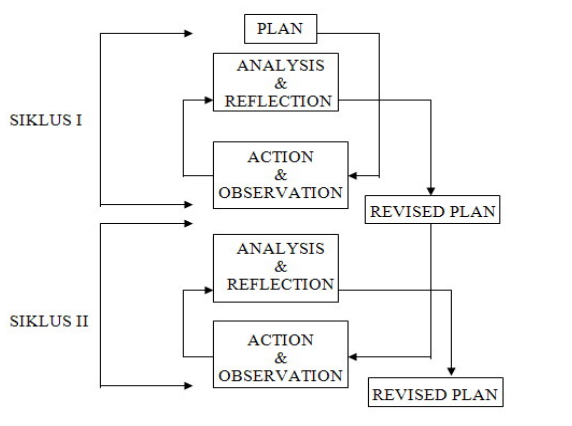 PLAN
ANALYSIS
&
REFLECTION
SIKLUS I
ACTION
&
OBSERVATION
REVISED PLAN
ANALYSIS
&
REFLECTION
SIKLUS II
ACTION
&
OBSERVATION
REVISED PLAN